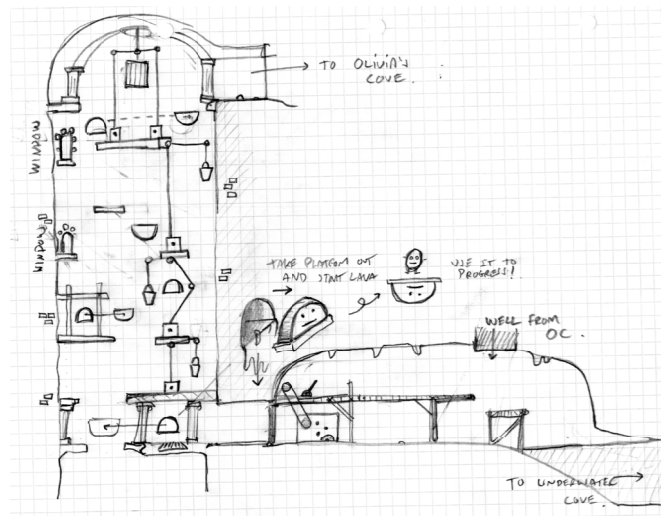 TO OLIVIA'S
COVE.
WINDOW
WINDOW
TAKE PLATFORM OUT
AND START LAVA
USE IT TO
PROGRESS!
WELL FROM
OC.
TO UNDERWATER
COVE.